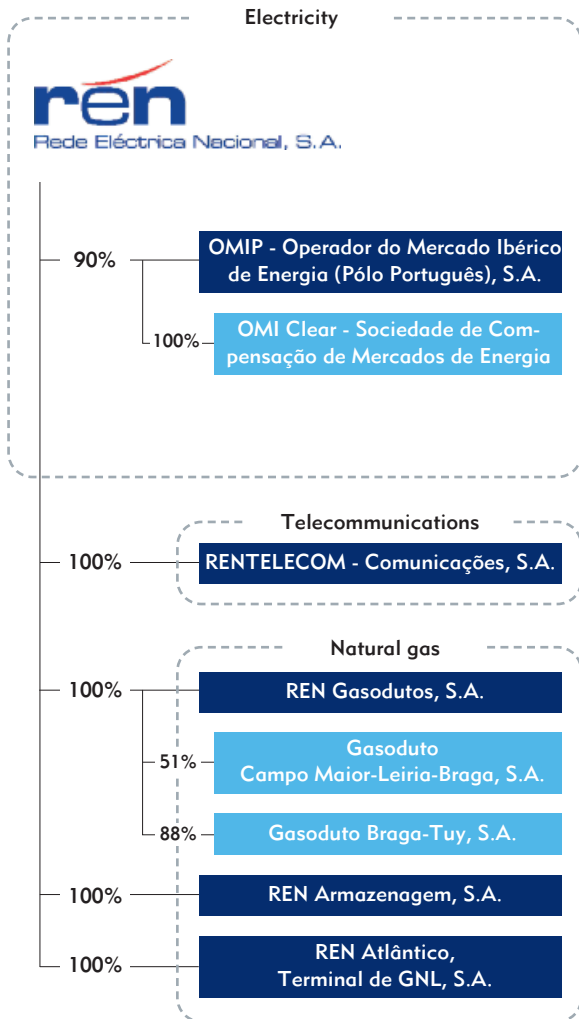 Electricity
ren
Rede Eléctrica Nacional, S.A.
90%
OMIP - Operador do Mercado Ibérico
de Energia (Pólo Português), S.A.
100%
OMI Clear - Sociedade de Com-
pensação de Mercados de Energia
Telecommunications
100%
RENTELECOM - Comunicações, S.A.
Natural gas
100%
REN Gasodutos, S.A.
51%
Gasoduto
Campo Maior-Leiria-Braga, S.A.
88%
Gasoduto Braga-Tuy, S.A.
100%
REN Armazenagem, S.A.
100%
REN Atlântico,
Terminal de GNL, S.A.